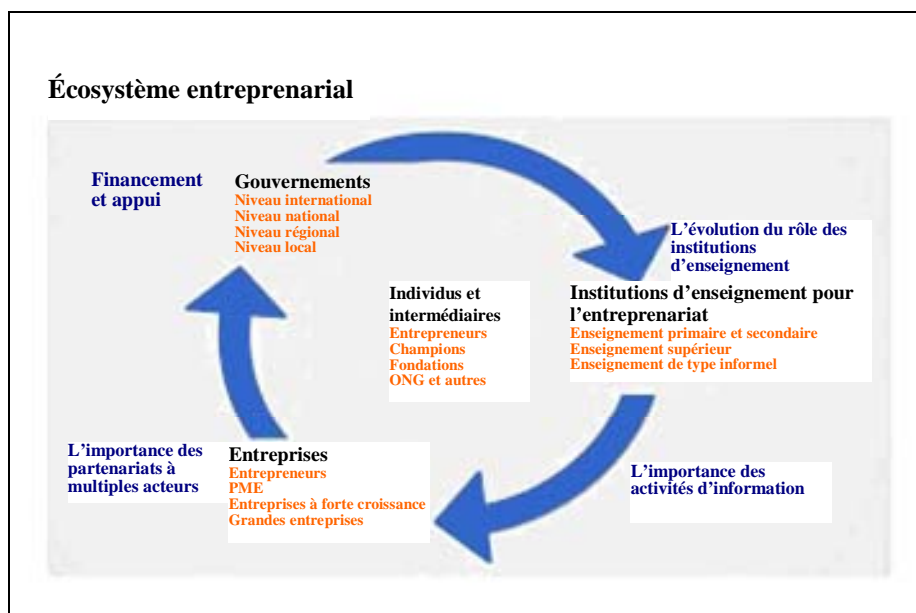 Écosystème entreprenarial
Financement
et appui
Gouvernements
Niveau international
Niveau national
Niveau régional
Niveau local
L'évolution du rôle des
institutions
d'enseignement
Individus et
intermédiaires
Entrepreneurs
Champions
Fondations
ONG et autres
Institutions d'enseignement pour
l'entreprenariat
Enseignement primaire et secondaire
Enseignement supérieur
Enseignement de type informel
L'importance des
partenariats à
multiples acteurs
Entreprises
Entrepreneurs
PME
Entreprises à forte croissance
Grandes entreprises
L'importance des
activités d'information